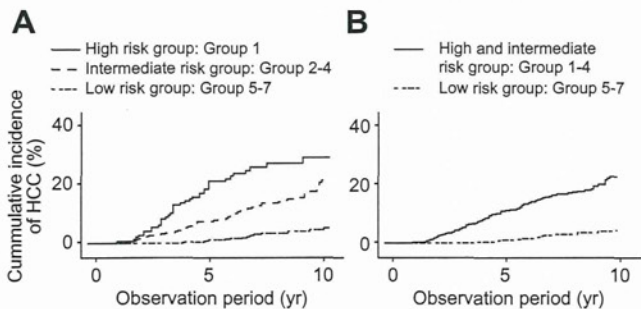 A
High risk group: Group 1
Intermediate risk group: Group 2-4
Low risk group: Group 5-7
Cummulative incidence
of HCC (%)
40
20
0
0 5 10
Observation period (yr)
B
High and intermediate
risk group: Group 1-4
Low risk group: Group 5-7
40
20
0
0 5 10
Observation period (yr)